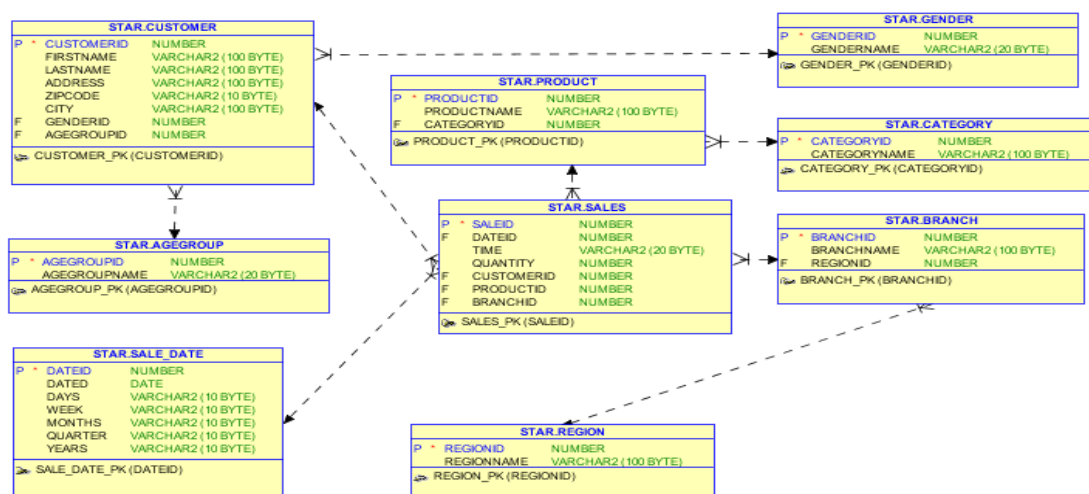 STAR.CUSTOMER
P * CUSTOMERID NUMBER
FIRSTNAME VARCHAR2 (100 BYTE)
LASTNAME VARCHAR2 (100 BYTE)
ADDRESS VARCHAR2 (100 BYTE)
ZIPCODE VARCHAR2 (10 BYTE)
CITY VARCHAR2 (100 BYTE)
F GENDERID NUMBER
F AGEGROUPID NUMBER
CUSTOMER_PK (CUSTOMERID)
STAR.GENDER
P * GENDERID NUMBER
GENDERNAME VARCHAR2 (20 BYTE)
GENDER_PK (GENDERID)
STAR.PRODUCT
P * PRODUCTID NUMBER
PRODUCTNAME VARCHAR2 (100 BYTE)
F CATEGORYID NUMBER
PRODUCT_PK (PRODUCTID)
STAR.CATEGORY
P * CATEGORYID NUMBER
CATEGORYNAME VARCHAR2 (100 BYTE)
CATEGORY_PK (CATEGORYID)
STAR.SALES
P * SALEID NUMBER
F DATEID NUMBER
TIME VARCHAR2 (20 BYTE)
QUANTITY NUMBER
F CUSTOMERID NUMBER
F PRODUCTID NUMBER
F BRANCHID NUMBER
SALES_PK (SALEID)
STAR.BRANCH
P * BRANCHID NUMBER
BRANCHNAME VARCHAR2 (100 BYTE)
F REGIONID NUMBER
BRANCH_PK (BRANCHID)
STAR.AGEGROUP
P * AGEGROUPID NUMBER
AGEGROUPNAME VARCHAR2 (20 BYTE)
AGEGROUP_PK (AGEGROUPID)
STAR.SALE_DATE
P * DATEID NUMBER
DATED DATE
DAYS VARCHAR2 (10 BYTE)
WEEK VARCHAR2 (10 BYTE)
MONTHS VARCHAR2 (10 BYTE)
QUARTER VARCHAR2 (10 BYTE)
YEARS VARCHAR2 (10 BYTE)
SALE_DATE_PK (DATEID)
STAR.REGION
P * REGIONID NUMBER
REGIONNAME VARCHAR2 (100 BYTE)
REGION_PK (REGIONID)